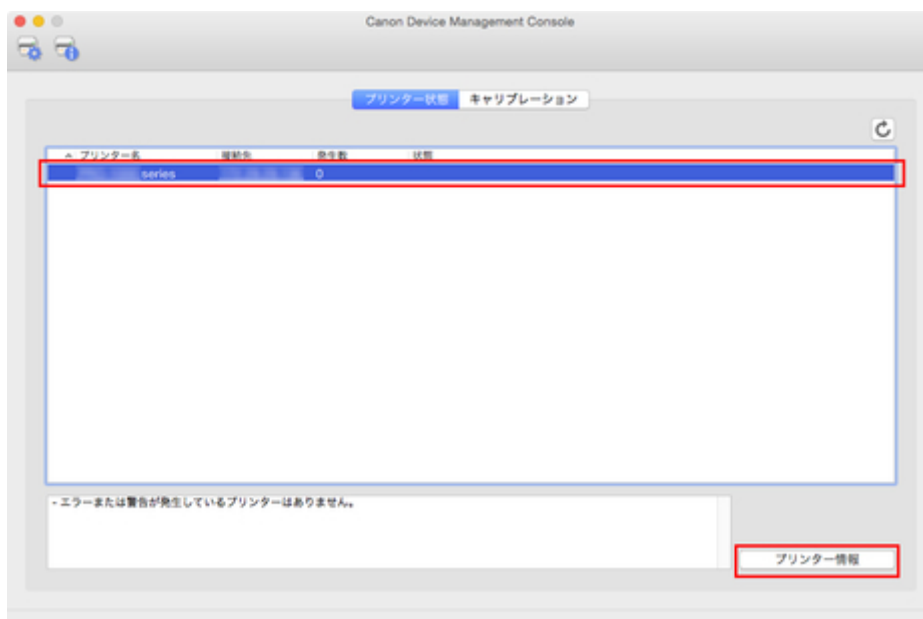 Canon Device Management Console
プリンター状態 キャリブレーション
プリンター名 接続先 発生数 状態
series 0
- エラーまたは警告が発生しているプリンターはありません。
プリンター情報